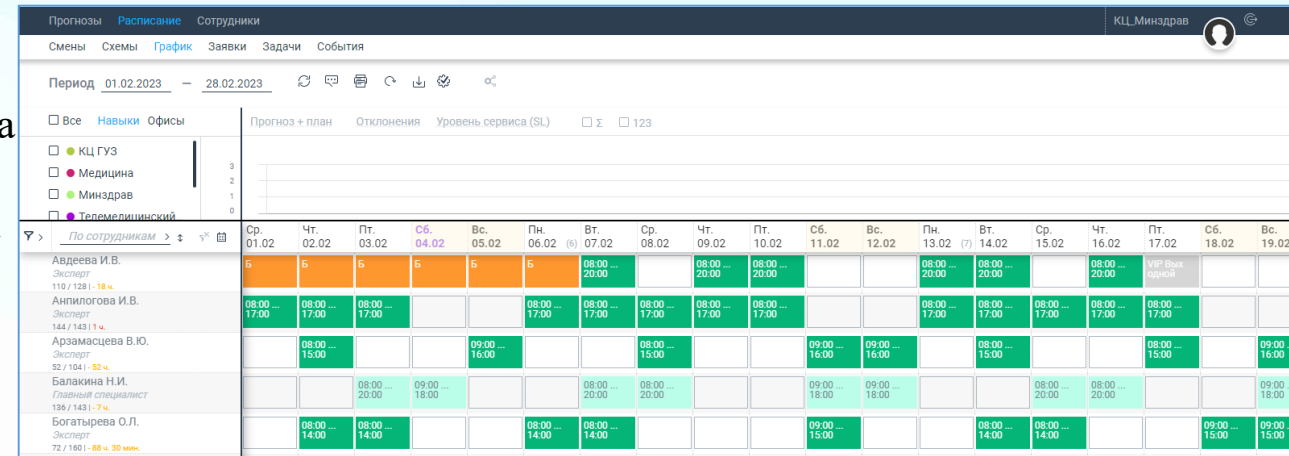 Прогнозы Расписание Сотрудники КЦ_Минздрав
Смены Схемы График Заявки Задачи События
Период 01.02.2023 — 28.02.2023
а
Все Навыки Офисы Прогноз + план Отклонения Уровень сервиса (SL) Σ 123
КЦ ГУЗ
Медицина
Минздрав
Телемедицинский
3
2
1
0
По сотрудникам
Ср. Чт. Пт. Сб. Вс. Пн. Вт. Ср. Чт. Пт. Сб. Вс. Пн. Вт. Ср. Чт. Пт. Сб. Вс.
01.02 02.02 03.02 04.02 05.02 06.02 (6) 07.02 08.02 09.02 10.02 11.02 12.02 13.02 (7) 14.02 15.02 16.02 17.02 18.02 19.02
Авдеева И.В.
Эксперт
110 / 128 | - 18 ч.
Б Б Б Б Б Б 08:00 ... 08:00 ... 08:00 ... 08:00 ... 08:00 ... 08:00 ... VIP Вых
20:00 20:00 20:00 20:00 20:00 20:00 одной
Анпилогова И.В.
Эксперт
144 / 143 | 1 ч.
08:00 ... 08:00 ... 08:00 ... 08:00 ... 08:00 ... 08:00 ... 08:00 ... 08:00 ... 08:00 ... 08:00 ... 08:00 ... 08:00 ... 08:00 ...
17:00 17:00 17:00 17:00 17:00 17:00 17:00 17:00 17:00 17:00 17:00 17:00 17:00
Арзамасцева В.Ю.
Эксперт
52 / 104 | - 52 ч.
08:00 ... 09:00 ... 08:00 ... 09:00 ... 09:00 ... 08:00 ... 08:00 ... 09:00 ...
15:00 16:00 15:00 16:00 16:00 15:00 15:00 16:00
Балакина Н.И.
Главный специалист
136 / 143 | - 7 ч.
08:00 ... 09:00 ... 08:00 ... 08:00 ... 09:00 ... 09:00 ... 08:00 ... 08:00 ... 09:00 ...
20:00 18:00 20:00 20:00 18:00 18:00 20:00 20:00 18:00
Богатырева О.Л.
Эксперт
72 / 160 | - 88 ч. 30 мин.
08:00 ... 08:00 ... 08:00 ... 08:00 ... 09:00 ... 08:00 ... 08:00 ... 09:00 ... 09:00 ...
14:00 14:00 14:00 14:00 15:00 14:00 14:00 15:00 15:00